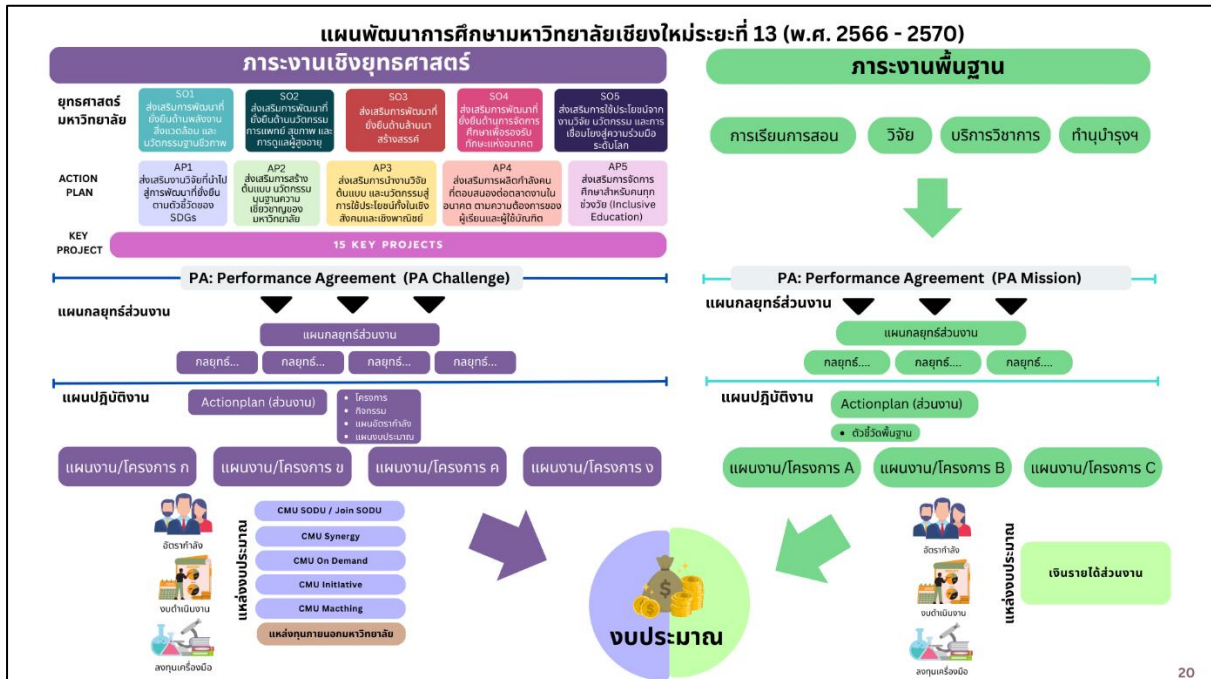 แผนพัฒนาการศึกษามหาวิทยาลัยเชียงใหม่ระยะที่ 13 (พ.ศ. 2566 - 2570)
ภาระงานเชิงยุทธศาสตร์
ยุทธศาสตร์
มหาวิทยาลัย
SO1
ส่งเสริมการพัฒนาที่
ยั่งยืนด้านพลังงาน
สิ่งแวดล้อม และ
นวัตกรรมฐานชีวภาพ
SO2
ส่งเสริมการพัฒนาที่
ยั่งยืนด้านนวัตกรรม
การแพทย์ สุขภาพ และ
การดูแลผู้สูงอายุ
SO3
ส่งเสริมการพัฒนาที่
ยั่งยืนด้านล้านนา
สร้างสรรค์
SO4
ส่งเสริมการพัฒนาที่
ยั่งยืนด้านการจัดการ
ศึกษาเพื่อรองรับ
ทักษะแห่งอนาคต
SO5
ส่งเสริมการใช้ประโยชน์จาก
งานวิจัย นวัตกรรม และการ
เชื่อมโยงสู่ความร่วมมือ
ระดับโลก
ACTION
PLAN
AP1
ส่งเสริมงานวิจัยที่นำไป
สู่การพัฒนาที่ยั่งยืน
ตามตัวชี้วัดของ
SDGs
AP2
ส่งเสริมการสร้าง
ต้นแบบ นวัตกรรม
บนฐานความ
เชี่ยวชาญของ
มหาวิทยาลัย
AP3
ส่งเสริมการนำงานวิจัย
ต้นแบบ และนวัตกรรมสู่
การใช้ประโยชน์ทั้งในเชิง
สังคมและเชิงพาณิชย์
AP4
ส่งเสริมการผลิตกำลังคน
ที่ตอบสนองต่อตลาดงานใน
อนาคต ตามความต้องการของ
ผู้เรียนและผู้ใช้บัณฑิต
AP5
ส่งเสริมการจัดการ
ศึกษาสำหรับคนทุก
ช่วงวัย (Inclusive
Education)
KEY
PROJECT
15 KEY PROJECTS
PA: Performance Agreement (PA Challenge)
แผนกลยุทธ์ส่วนงาน
แผนกลยุทธ์ส่วนงาน
กลยุทธ์...
กลยุทธ์...
กลยุทธ์...
กลยุทธ์...
แผนปฏิบัติงาน
Actionplan (ส่วนงาน)
• โครงการ
• กิจกรรม
• แผนอัตรากำลัง
• แผนงบประมาณ
แผนงาน/โครงการ ก
แผนงาน/โครงการ ข
แผนงาน/โครงการ ค
แผนงาน/โครงการ ง
อัตรากำลัง
งบดำเนินงาน
ลงทุนเครื่องมือ
แหล่งงบประมาณ
CMU SODU / Join SODU
CMU Synergy
CMU On Demand
CMU Initiative
CMU Macthing
แหล่งทุนภายนอกมหาวิทยาลัย
งบประมาณ
ภาระงานพื้นฐาน
การเรียนการสอน
วิจัย
บริการวิชาการ
ทำนุบำรุงฯ
PA: Performance Agreement (PA Mission)
แผนกลยุทธ์ส่วนงาน
แผนกลยุทธ์ส่วนงาน
กลยุทธ์....
กลยุทธ์....
กลยุทธ์....
แผนปฏิบัติงาน
Actionplan (ส่วนงาน)
• ตัวชี้วัดพื้นฐาน
แผนงาน/โครงการ A
แผนงาน/โครงการ B
แผนงาน/โครงการ C
อัตรากำลัง
งบดำเนินงาน
ลงทุนเครื่องมือ
แหล่งงบประมาณ
เงินรายได้ส่วนงาน
20